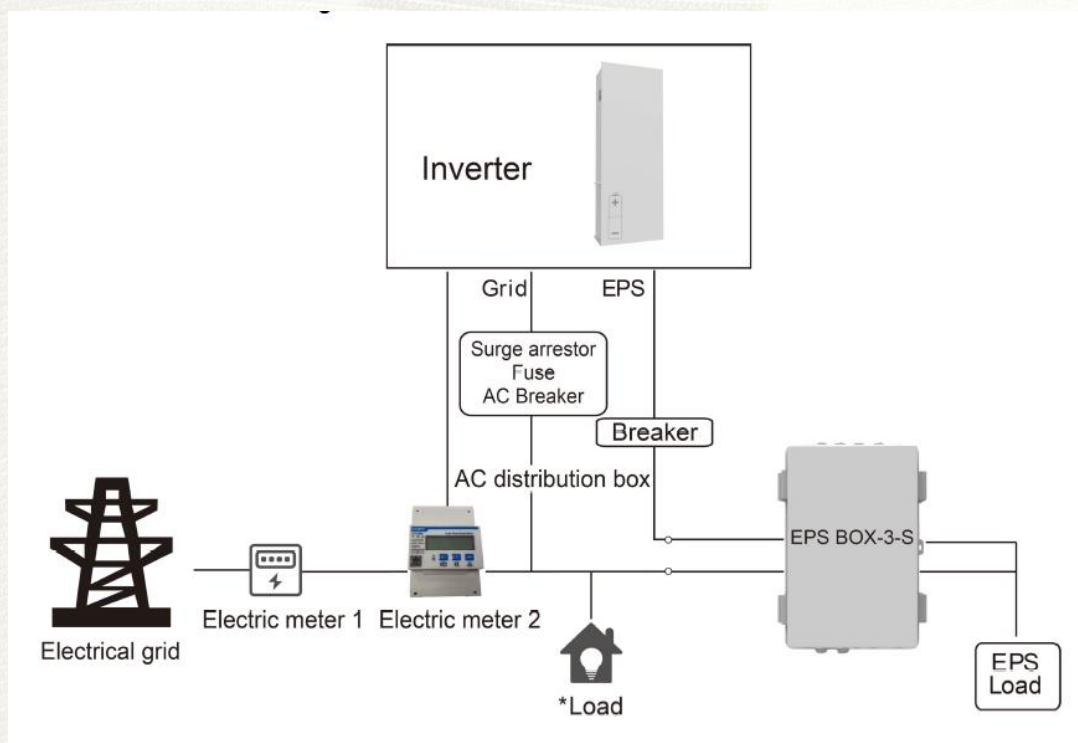 Inverter
Grid
EPS
Surge arrestor
Fuse
AC Breaker
Breaker
AC distribution box
EPS BOX-3-S
Electric meter 1
Electric meter 2
Electrical grid
*Load
EPS
Load